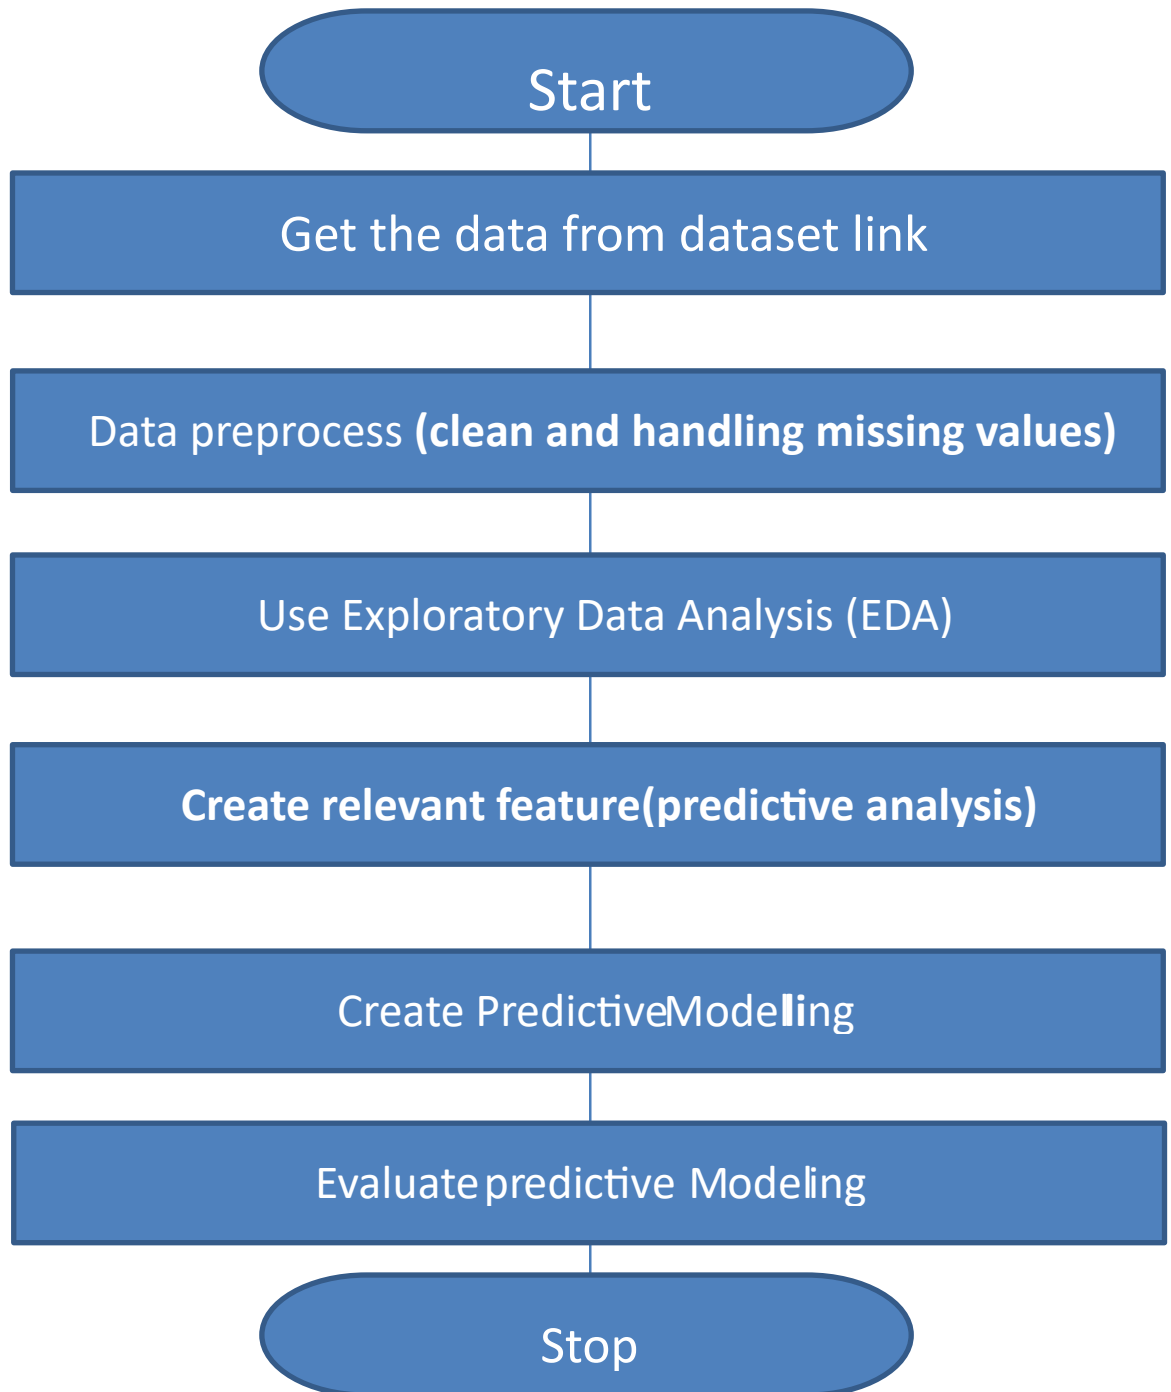 Start
Get the data from dataset link
Data preprocess (clean and handling missing values)
Use Exploratory Data Analysis (EDA)
Create relevant feature(predictive analysis)
Create PredictiveModelling
Evaluate predictive Modeling
Stop